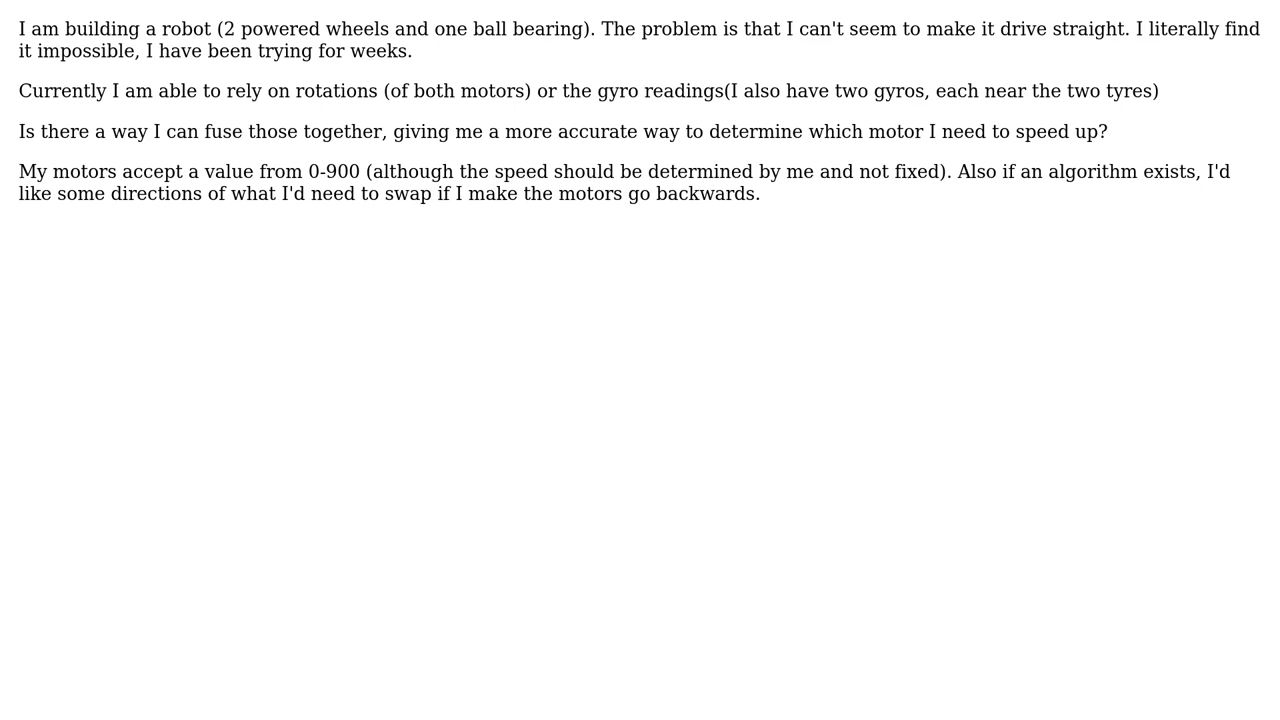 I am building a robot (2 powered wheels and one ball bearing). The problem is that I can't seem to make it drive straight. I literally find
it impossible, I have been trying for weeks.
Currently I am able to rely on rotations (of both motors) or the gyro readings(I also have two gyros, each near the two tyres)
Is there a way I can fuse those together, giving me a more accurate way to determine which motor I need to speed up?
My motors accept a value from 0-900 (although the speed should be determined by me and not fixed). Also if an algorithm exists, I'd
like some directions of what I'd need to swap if I make the motors go backwards.